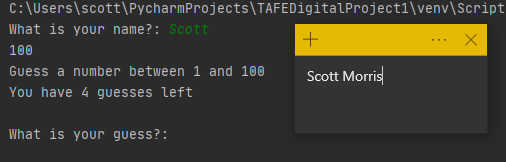 C:\Users\scott\PycharmProjects\TAFEDigitalProject1\venv\Script
What is your name?: Scott
100
Guess a number between 1 and 100
You have 4 guesses left
What is your guess?:
Scott Morris